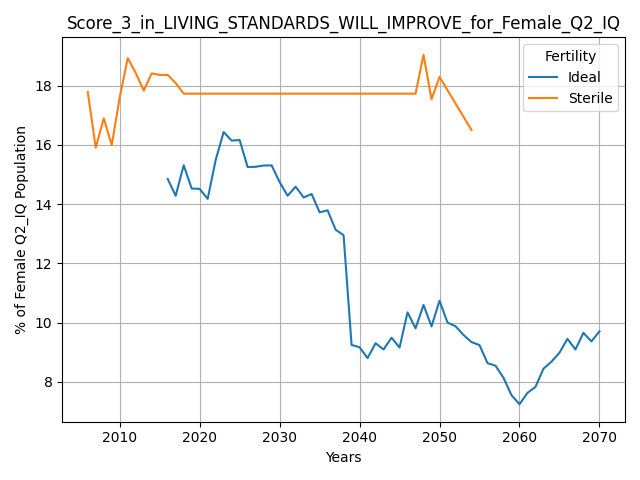 Score_3_in_LIVING_STANDARDS_WILL_IMPROVE_for_Female_Q2_IQ
Fertility
Ideal
Sterile
% of Female Q2_IQ Population
18
16
14
12
10
8
2010 2020 2030 2040 2050 2060 2070
Years